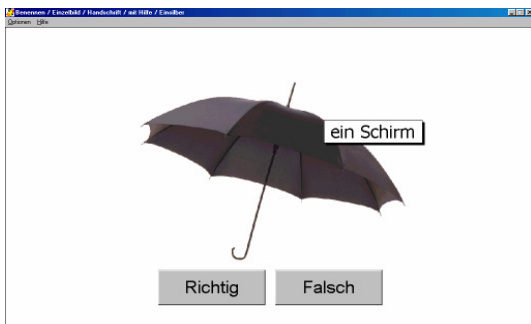 Benennen / Einzelbild / Handschrift / mit Hilfe / Einsilber
Optionen Hilfe
ein Schirm
Richtig Falsch